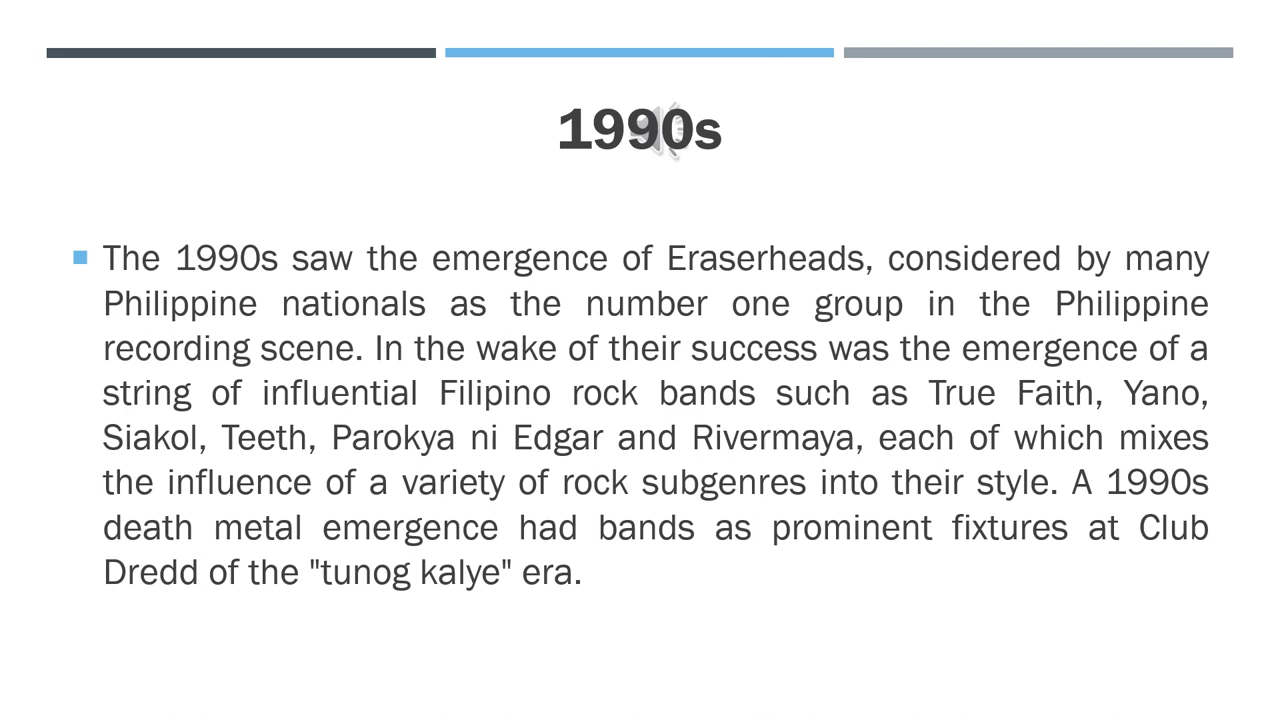 1990s
The 1990s saw the emergence of Eraserheads, considered by many
Philippine nationals as the number one group in the Philippine
recording scene. In the wake of their success was the emergence of a
string of influential Filipino rock bands such as True Faith, Yano,
Siakol, Teeth, Parokya ni Edgar and Rivermaya, each of which mixes
the influence of a variety of rock subgenres into their style. A 1990s
death metal emergence had bands as prominent fixtures at Club
Dredd of the "tunog kalye" era.